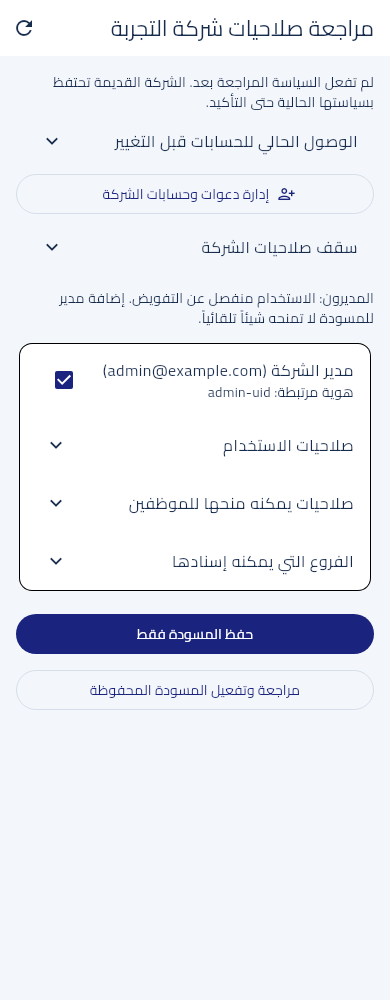 مراجعة صلاحيات شركة التجربة
لم تفعل السياسة المراجعة بعد. الشركة القديمة تحتفظ
بسياستها الحالية حتى التأكيد.
الوصول الحالي للحسابات قبل التغيير
إدارة دعوات وحسابات الشركة
سقف صلاحيات الشركة
المديرون: الاستخدام منفصل عن التفويض. إضافة مدير
للمسودة لا تمنحه شيئاً تلقائياً.
مدير الشركة (admin@example.com)
هوية مرتبطة: admin-uid
صلاحيات الاستخدام
صلاحيات يمكنه منحها للموظفين
الفروع التي يمكنه إسنادها
حفظ المسودة فقط
مراجعة وتفعيل المسودة المحفوظة